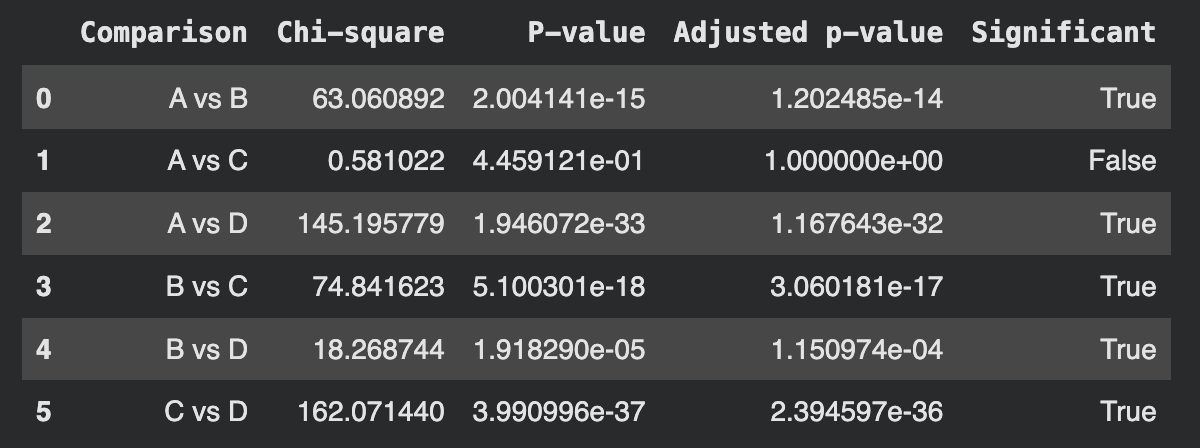 Comparison Chi-square P-value Adjusted p-value Significant
0 A vs B 63.060892 2.004141e-15 1.202485e-14 True
1 A vs C 0.581022 4.459121e-01 1.000000e+00 False
2 A vs D 145.195779 1.946072e-33 1.167643e-32 True
3 B vs C 74.841623 5.100301e-18 3.060181e-17 True
4 B vs D 18.268744 1.918290e-05 1.150974e-04 True
5 C vs D 162.071440 3.990996e-37 2.394597e-36 True